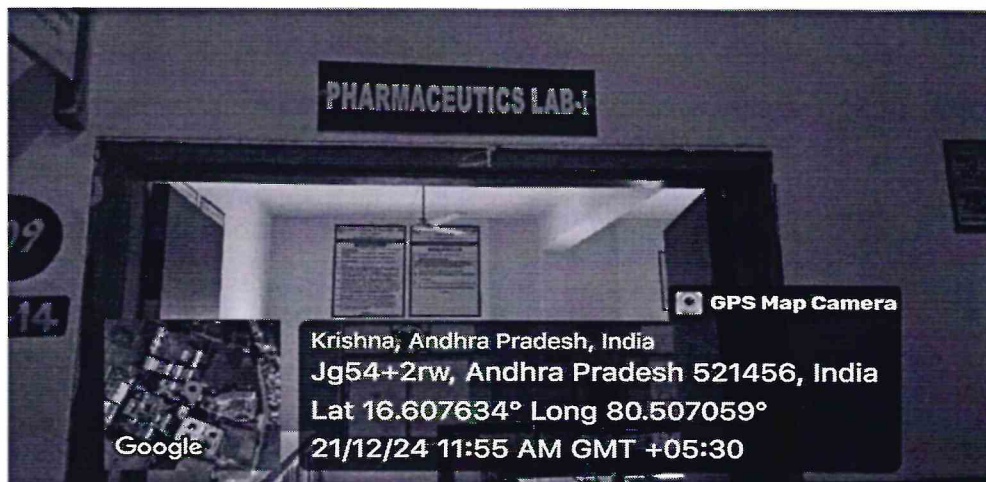 PHARMACEUTICS LAB-I
09
14
GPS Map Camera
Krishna, Andhra Pradesh, India
Jg54+2rw, Andhra Pradesh 521456, India
Lat 16.607634° Long 80.507059°
21/12/24 11:55 AM GMT +05:30
Google